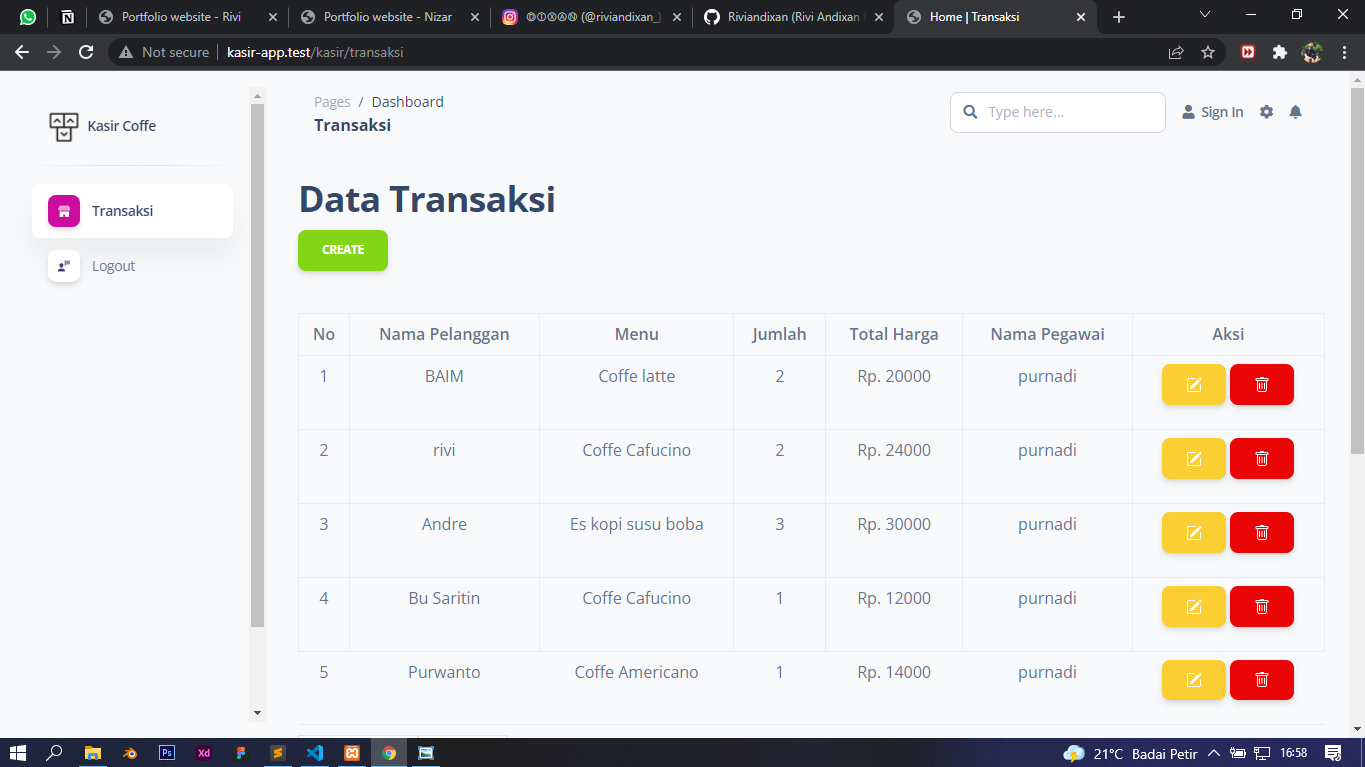 Portfolio website - Rivi
Portfolio website - Nizar
ⓇⓘⓥⒶⓃ (@riviandixan_)
Riviandixan (Rivi Andixan
Home | Transaksi
Not secure
kasir-app.test/kasir/transaksi
Kasir Coffe
Transaksi
Logout
Pages / Dashboard
Transaksi
Type here...
Sign In
Data Transaksi
CREATE
No Nama Pelanggan Menu Jumlah Total Harga Nama Pegawai Aksi
1 BAIM Coffe latte 2 Rp. 20000 purnadi
2 rivi Coffe Cafucino 2 Rp. 24000 purnadi
3 Andre Es kopi susu boba 3 Rp. 30000 purnadi
4 Bu Saritin Coffe Cafucino 1 Rp. 12000 purnadi
5 Purwanto Coffe Americano 1 Rp. 14000 purnadi
Ps
Xd
21°C Badai Petir
16:58